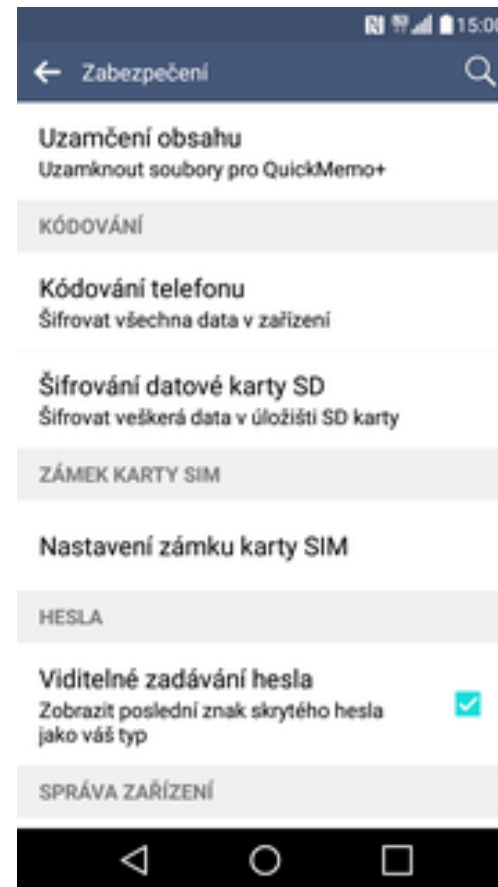 15:00
Zabezpečení
Uzamčení obsahu
Uzamknout soubory pro QuickMemo+
KÓDOVÁNÍ
Kódování telefonu
Šifrovat všechna data v zařízení
Šifrování datové karty SD
Šifrovat veškerá data v úložišti SD karty
ZÁMEK KARTY SIM
Nastavení zámku karty SIM
HESLA
Viditelné zadávání hesla
Zobrazit poslední znak skrytého hesla
jako váš typ
SPRÁVA ZAŘÍZENÍ